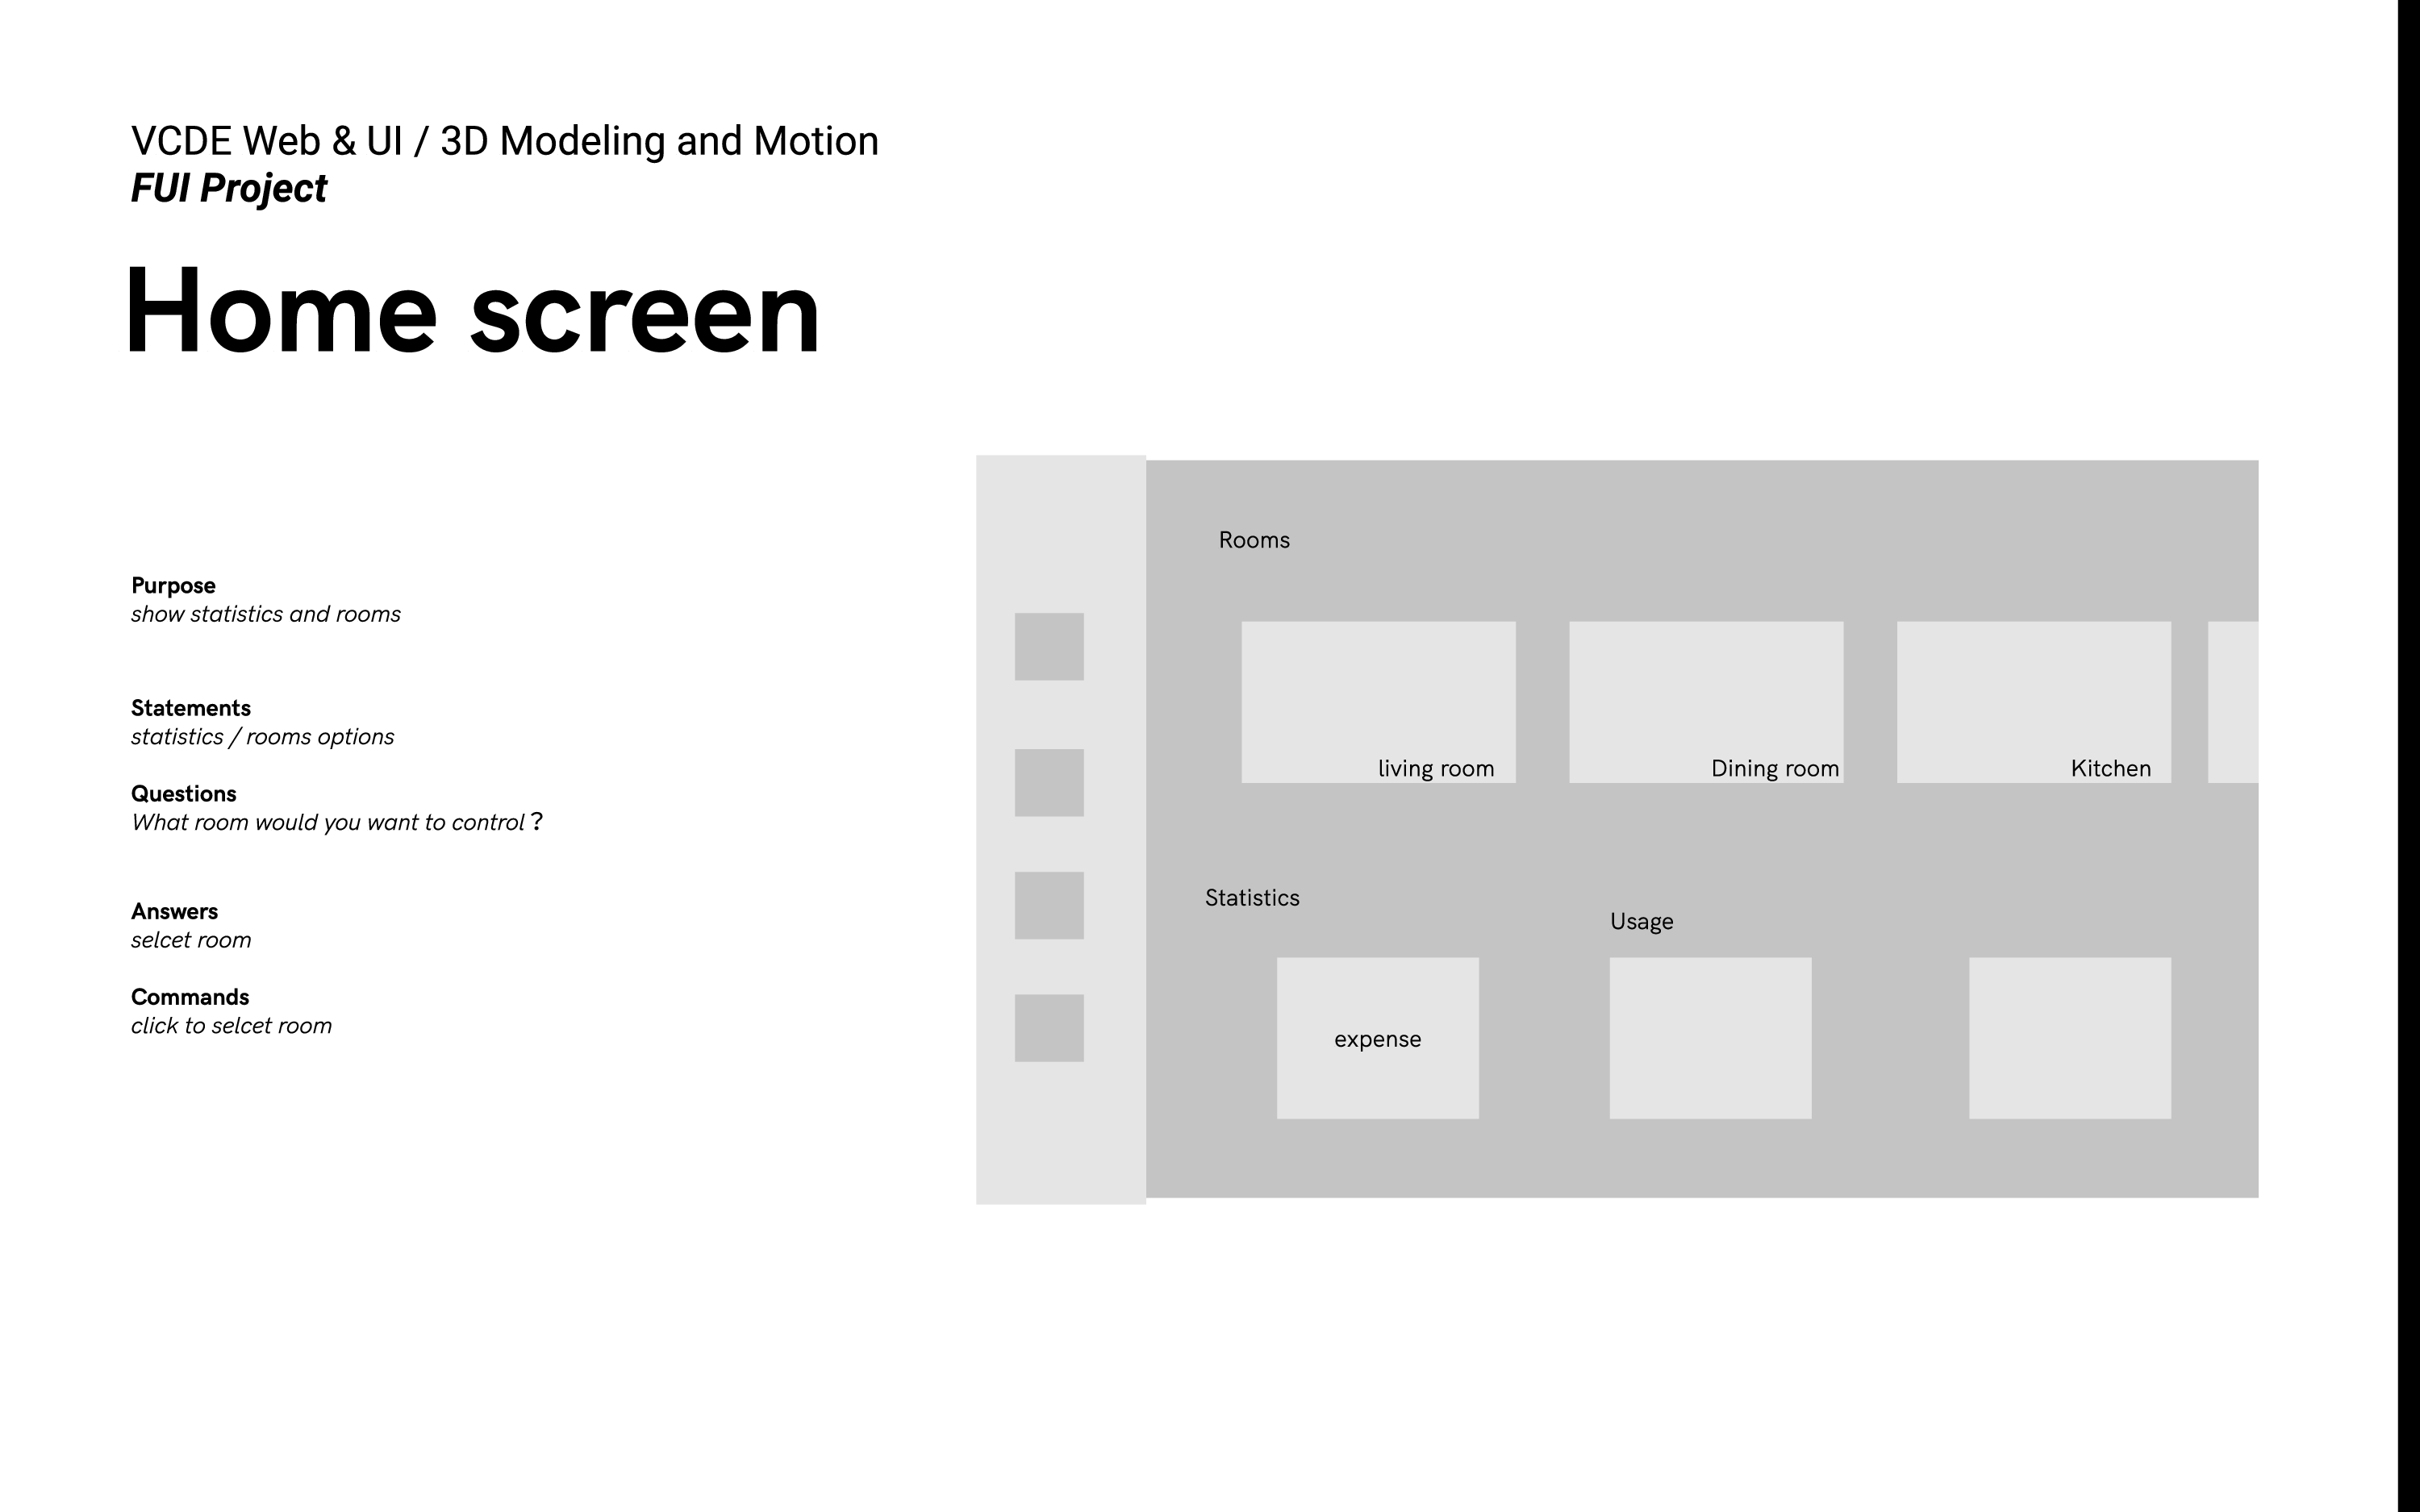 VCDE Web & UI / 3D Modeling and Motion
FUI Project
Home screen
Purpose
show statistics and rooms
Statements
statistics / rooms options
Questions
What room would you want to control ?
Answers
selcet room
Commands
click to selcet room
Rooms
living room
Dining room
Kitchen
Statistics
Usage
expense